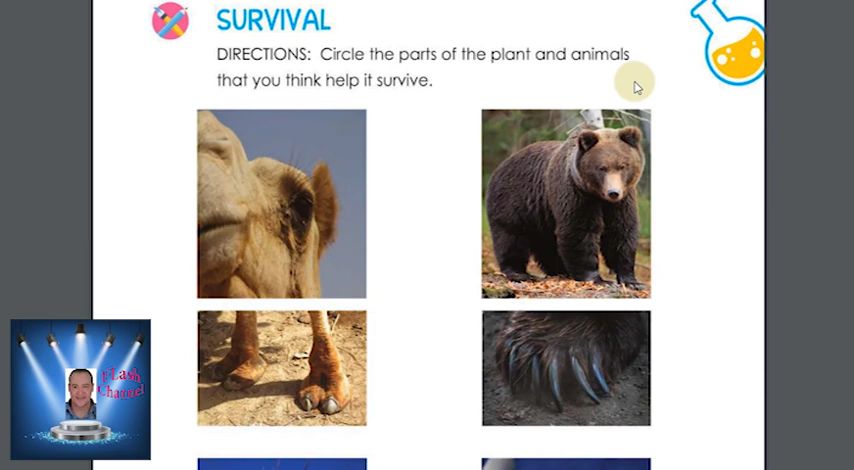 SURVIVAL
DIRECTIONS: Circle the parts of the plant and animals
that you think help it survive.
FLash
Channel